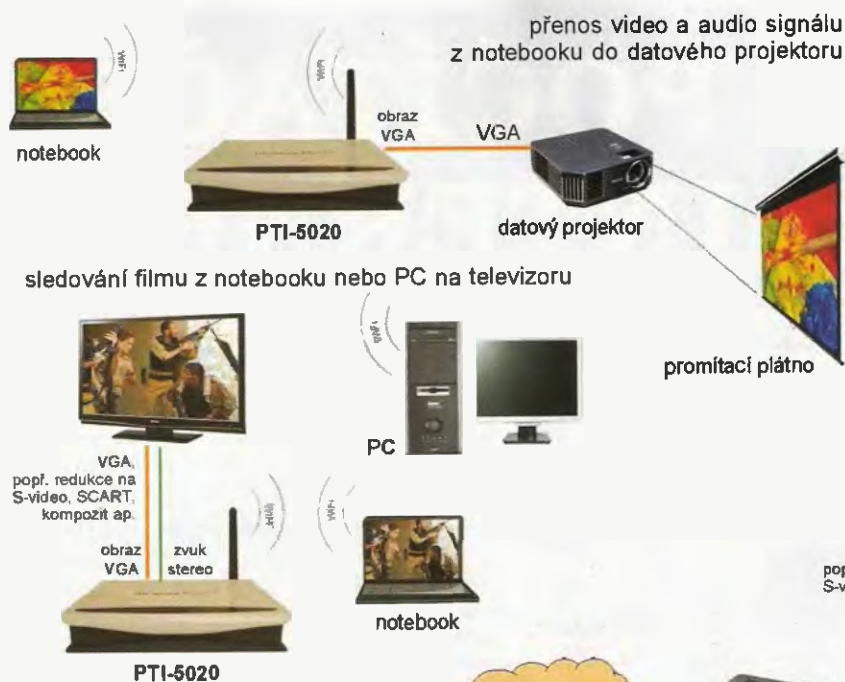 přenos video a audio signálu
z notebooku do datového projektoru
WiFi
notebook
obraz
VGA
VGA
PTI-5020
datový projektor
promítací plátno
sledování filmu z notebooku nebo PC na televizoru
PC
VGA,
popř. redukce na
S-video, SCART,
kompozit ap.
obraz
VGA
zvuk
stereo
WiFi
notebook
PTI-5020